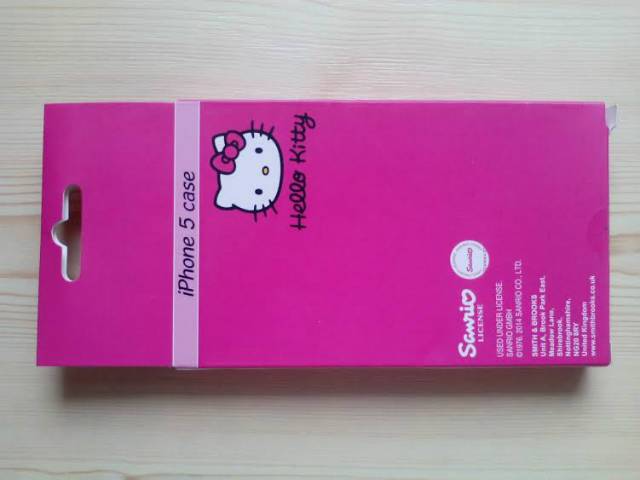 iPhone 5 case
Hello Kitty
Sanrio
Sanrio
LICENSE
USED UNDER LICENSE.
SANRIO GMBH
©1976, 2014 SANRIO CO., LTD.
SMITH & BROOKS
Unit A, Brook Park East,
Meadow Lane,
Shirebrook,
Nottinghamshire,
NG20 8RY
United Kingdom
www.smithbrooks.co.uk